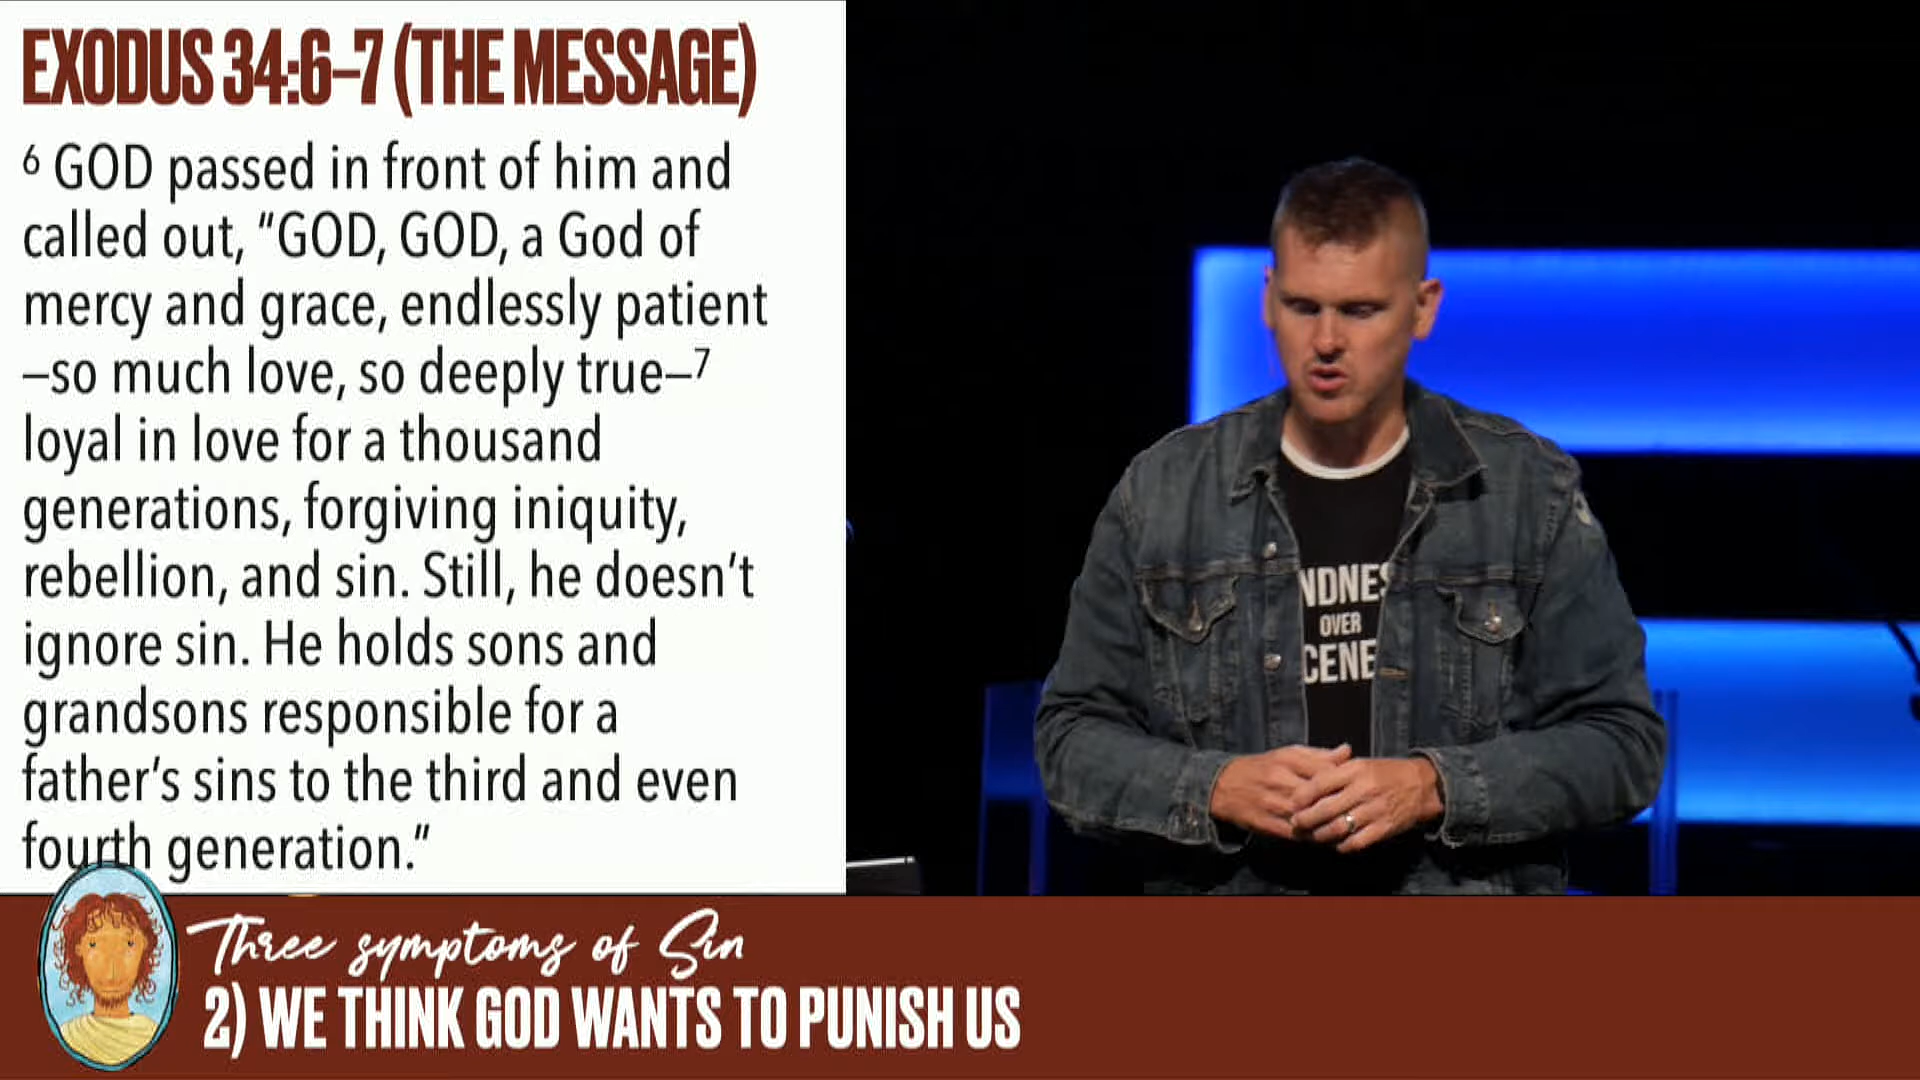 EXODUS 34:6–7 (THE MESSAGE)
6 GOD passed in front of him and
called out, “GOD, GOD, a God of
mercy and grace, endlessly patient
–so much love, so deeply true–7
loyal in love for a thousand
generations, forgiving iniquity,
rebellion, and sin. Still, he doesn’t
ignore sin. He holds sons and
grandsons responsible for a
father’s sins to the third and even
fourth generation.”
NDNES
OVER
CENE
Three symptoms of Sin
2) WE THINK GOD WANTS TO PUNISH US